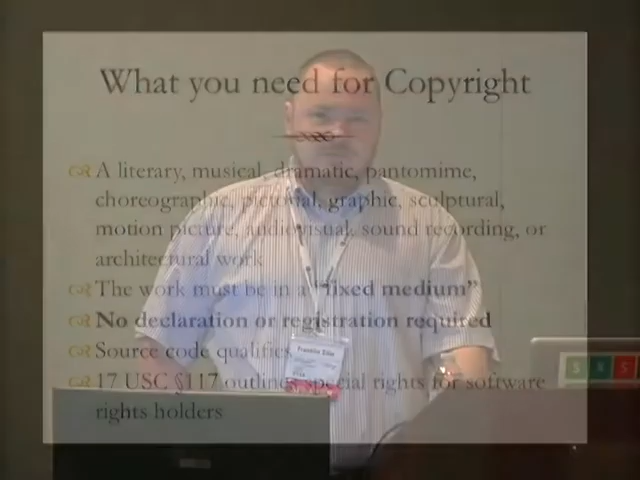 What you need for Copyright
A literary, musical, dramatic, pantomime,
choreographic, pictorial, graphic, sculptural,
motion picture, audiovisual, sound recording, or
architectural work
The work must be in a "fixed medium"
No declaration or registration required
Source code qualifies
17 USC §117 outlines special rights for software
rights holders
Franklin